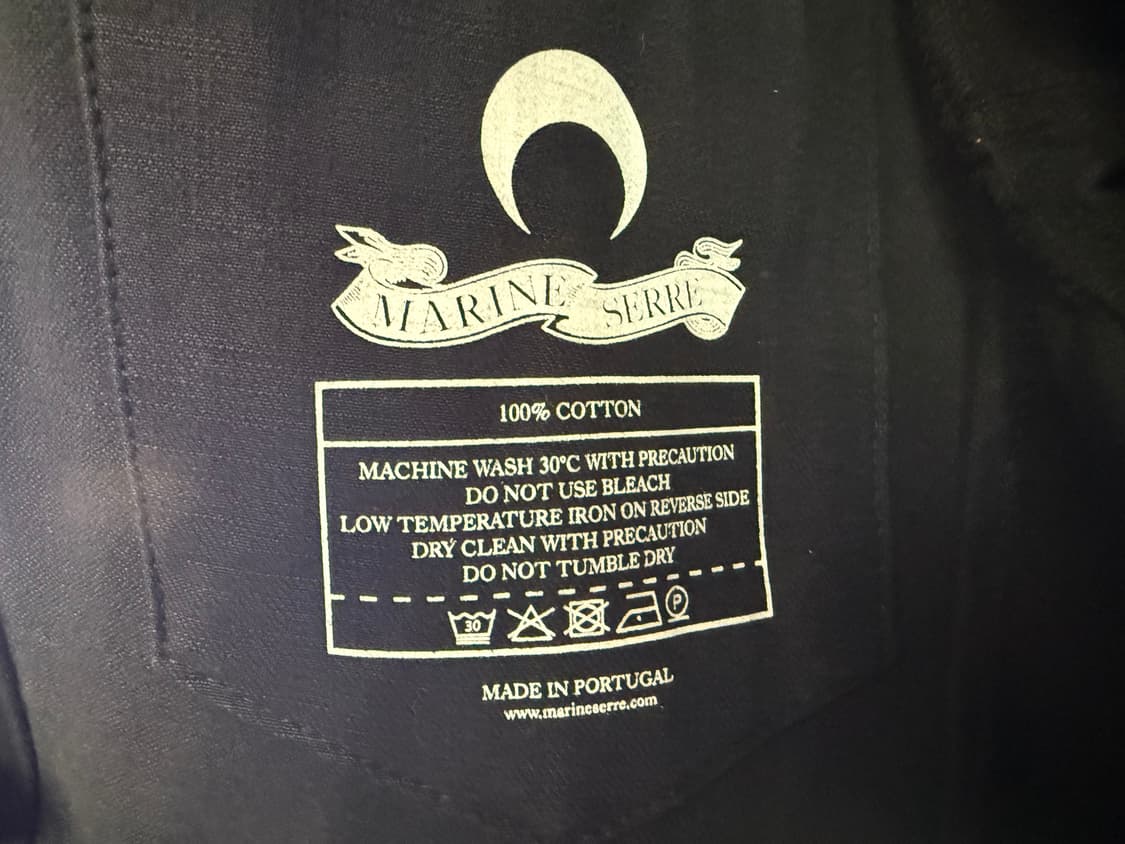 MARINE SERRE
100% COTTON
MACHINE WASH 30°C WITH PRECAUTION
DO NOT USE BLEACH
LOW TEMPERATURE IRON ON REVERSE SIDE
DRY CLEAN WITH PRECAUTION
DO NOT TUMBLE DRY
30 P
MADE IN PORTUGAL
www.marineserre.com